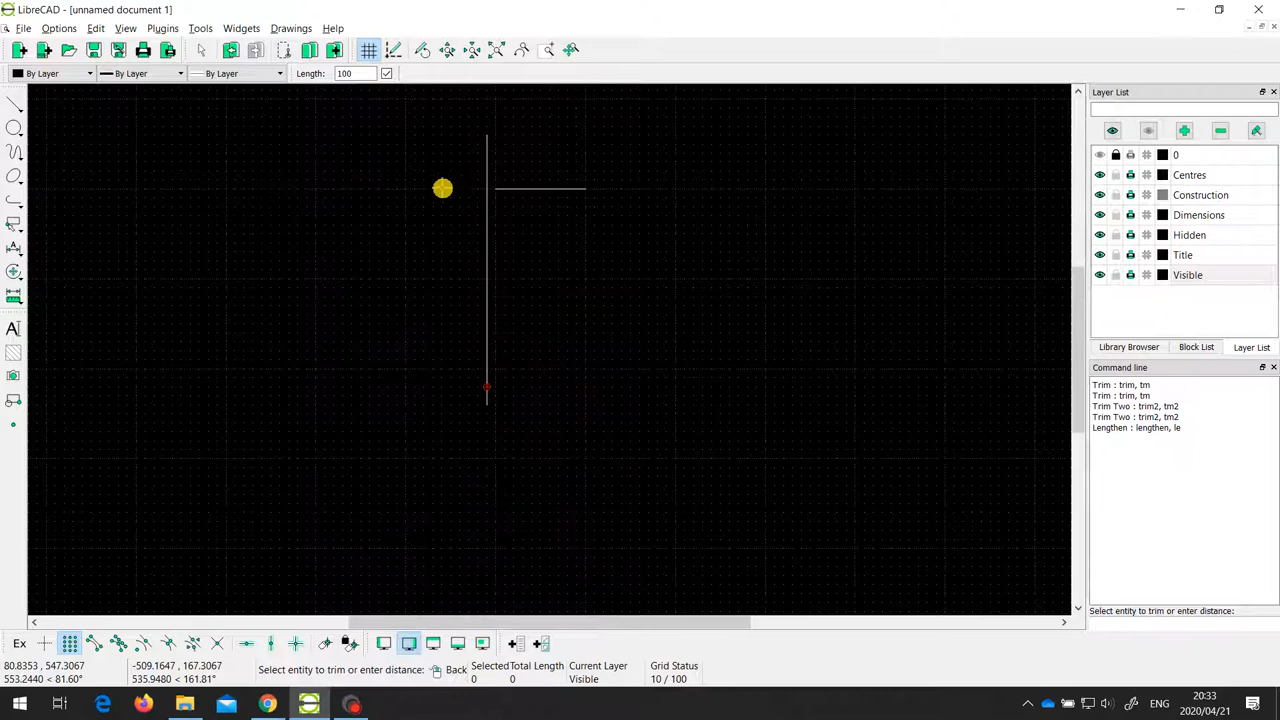 LibreCAD - [unnamed document 1]
File Options Edit View Plugins Tools Widgets Drawings Help
By Layer By Layer By Layer Length: 100
Layer List
0
Centres
Construction
Dimensions
Hidden
Title
Visible
Library Browser Block List Layer List
Command line
Trim : trim, tm
Trim : trim, tm
Trim Two : trim2, tm2
Trim Two : trim2, tm2
Lengthen : lengthen, le
Select entity to trim or enter distance:
Ex
80.8353 , 547.3067 -509.1647 , 167.3067 Select entity to trim or enter distance: Back Selected Total Length Current Layer Grid Status
553.2440 < 81.60° 535.9480 < 161.81° 0 0 Visible 10 / 100
ENG 20:33
2020/04/21